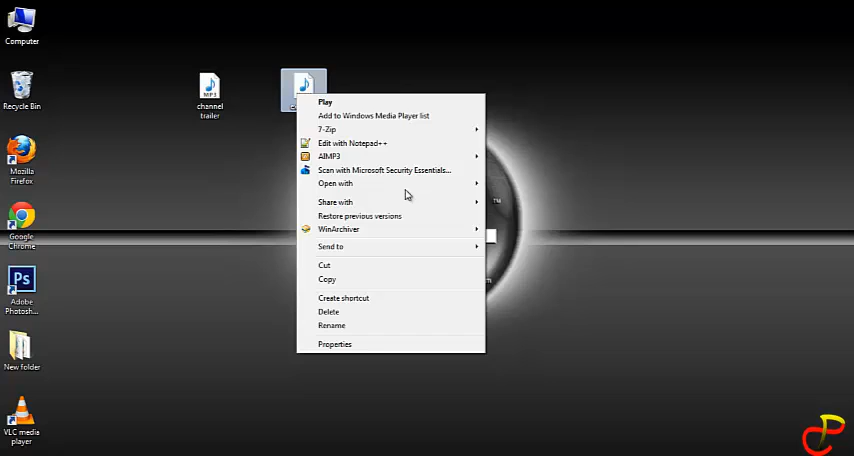 Computer
Recycle Bin
Mozilla
Firefox
Google
Chrome
Ps
Adobe
Photosh...
New folder
VLC media
player
MP3
channel
trailer
Play
Add to Windows Media Player list
7-Zip
Edit with Notepad++
AIMP3
Scan with Microsoft Security Essentials...
Open with
Share with
Restore previous versions
WinArchiver
Send to
Cut
Copy
Create shortcut
Delete
Rename
Properties
TM